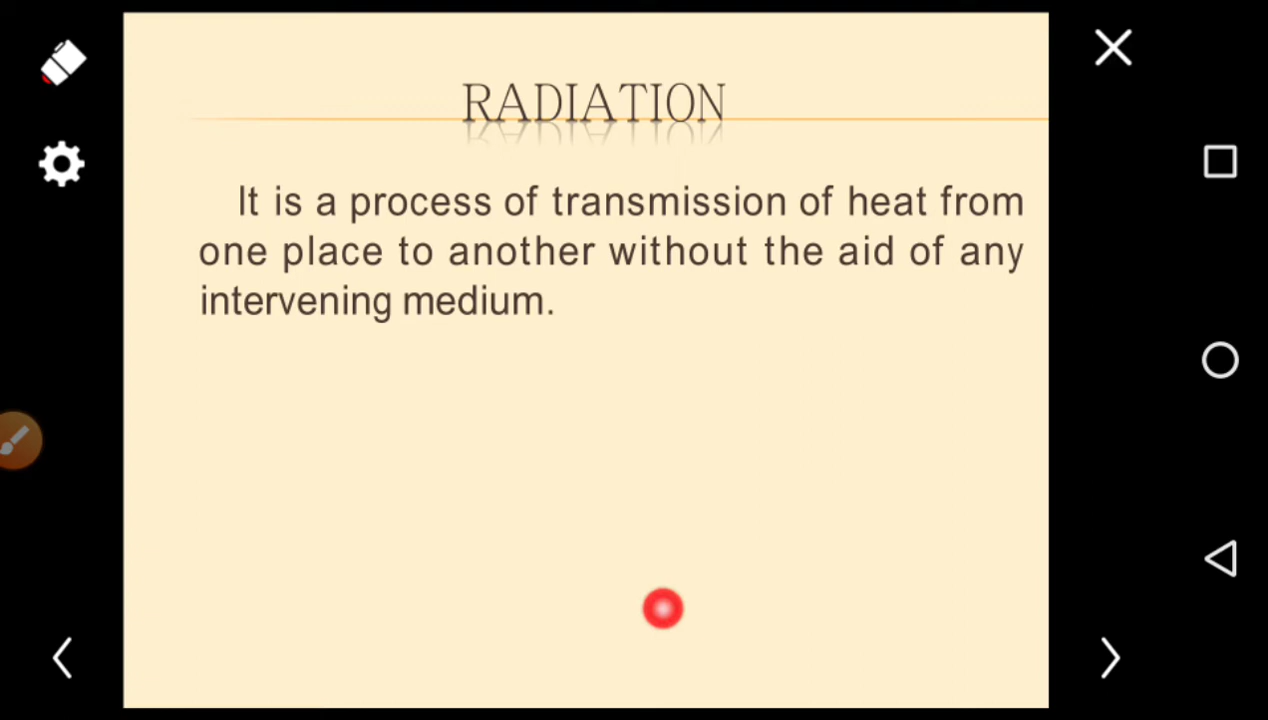 RADIATION
It is a process of transmission of heat from
one place to another without the aid of any
intervening medium.